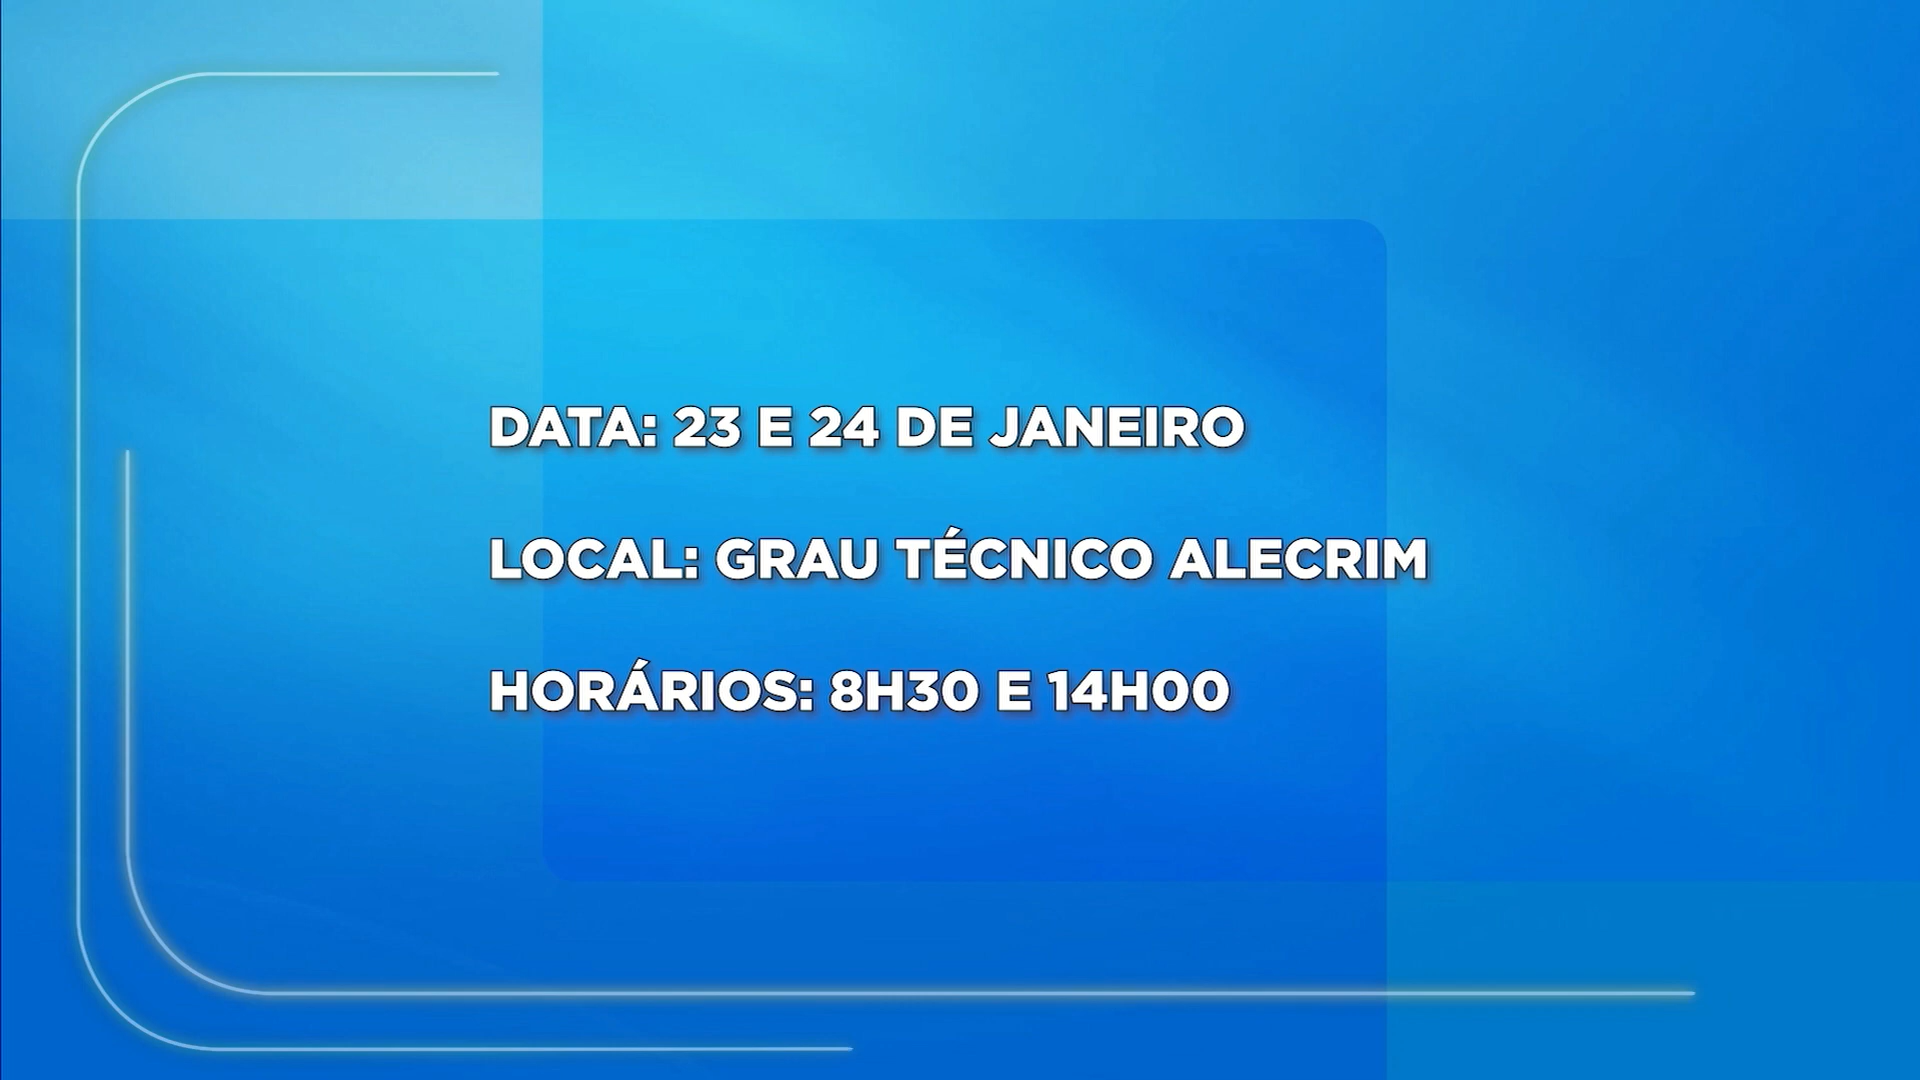 DATA: 23 E 24 DE JANEIRO
LOCAL: GRAU TÉCNICO ALECRIM
HORÁRIOS: 8H30 E 14H00